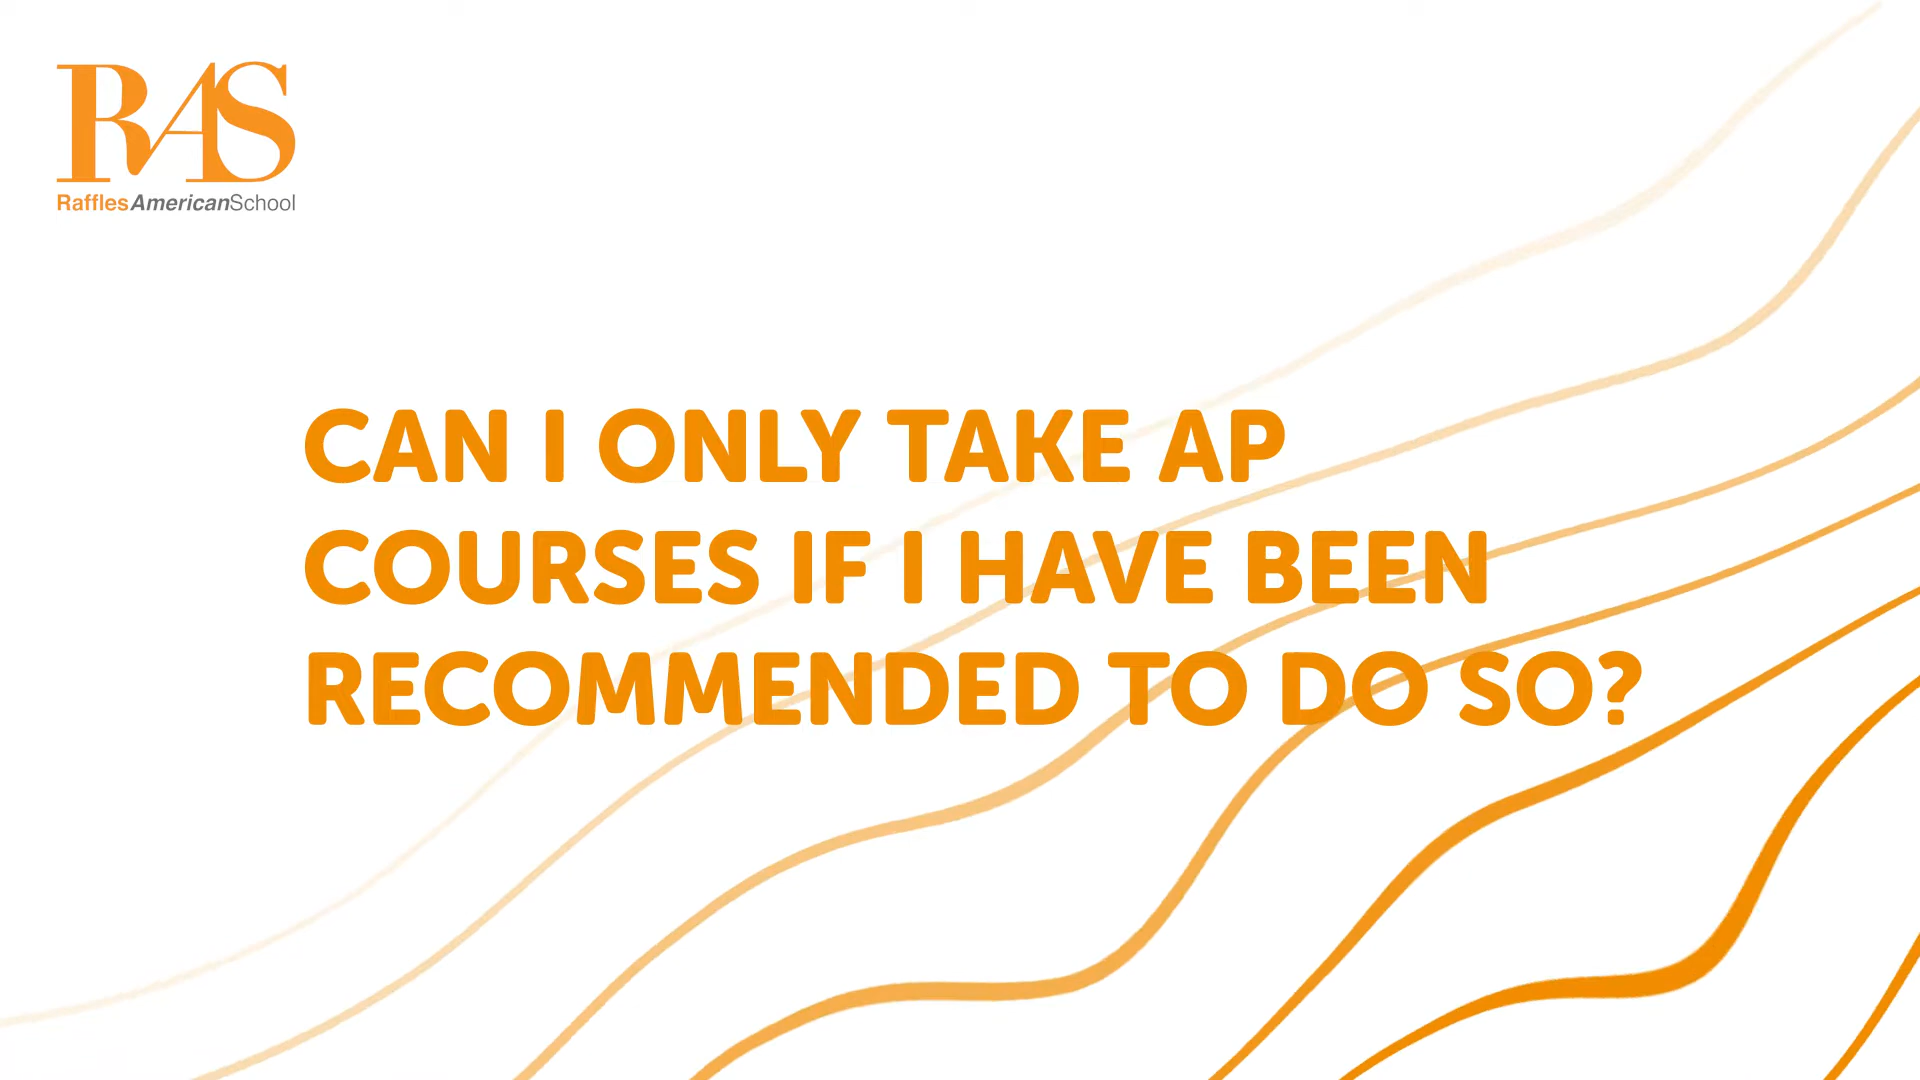 RAS
RafflesAmericanSchool
CAN I ONLY TAKE AP
COURSES IF I HAVE BEEN
RECOMMENDED TO DO SO?